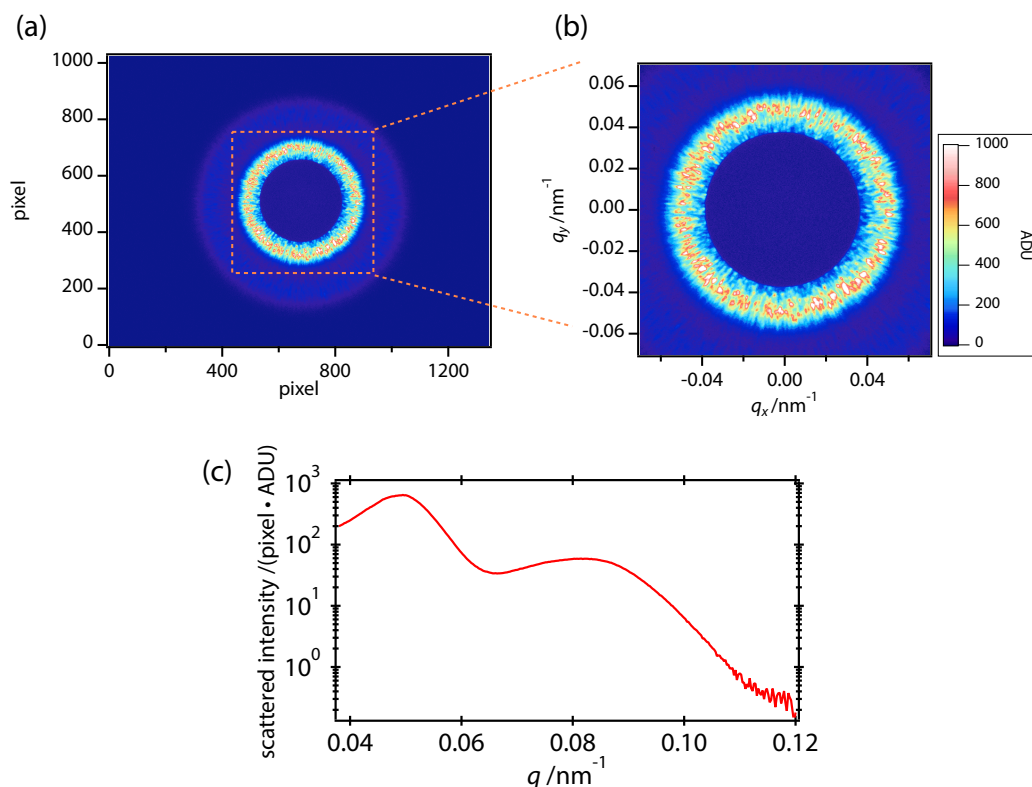 (a)
1000
800
600
400
200
0
pixel
0 400 800 1200
pixel
(b)
0.06
0.04
0.02
0.00
-0.02
-0.04
-0.06
qy /nm-1
-0.04 0.00 0.04
qx /nm-1
1000
800
600
400
200
0
ADU
(c)
10^3
10^2
10^1
10^0
scattered intensity /(pixel • ADU)
0.04 0.06 0.08 0.10 0.12
q /nm-1